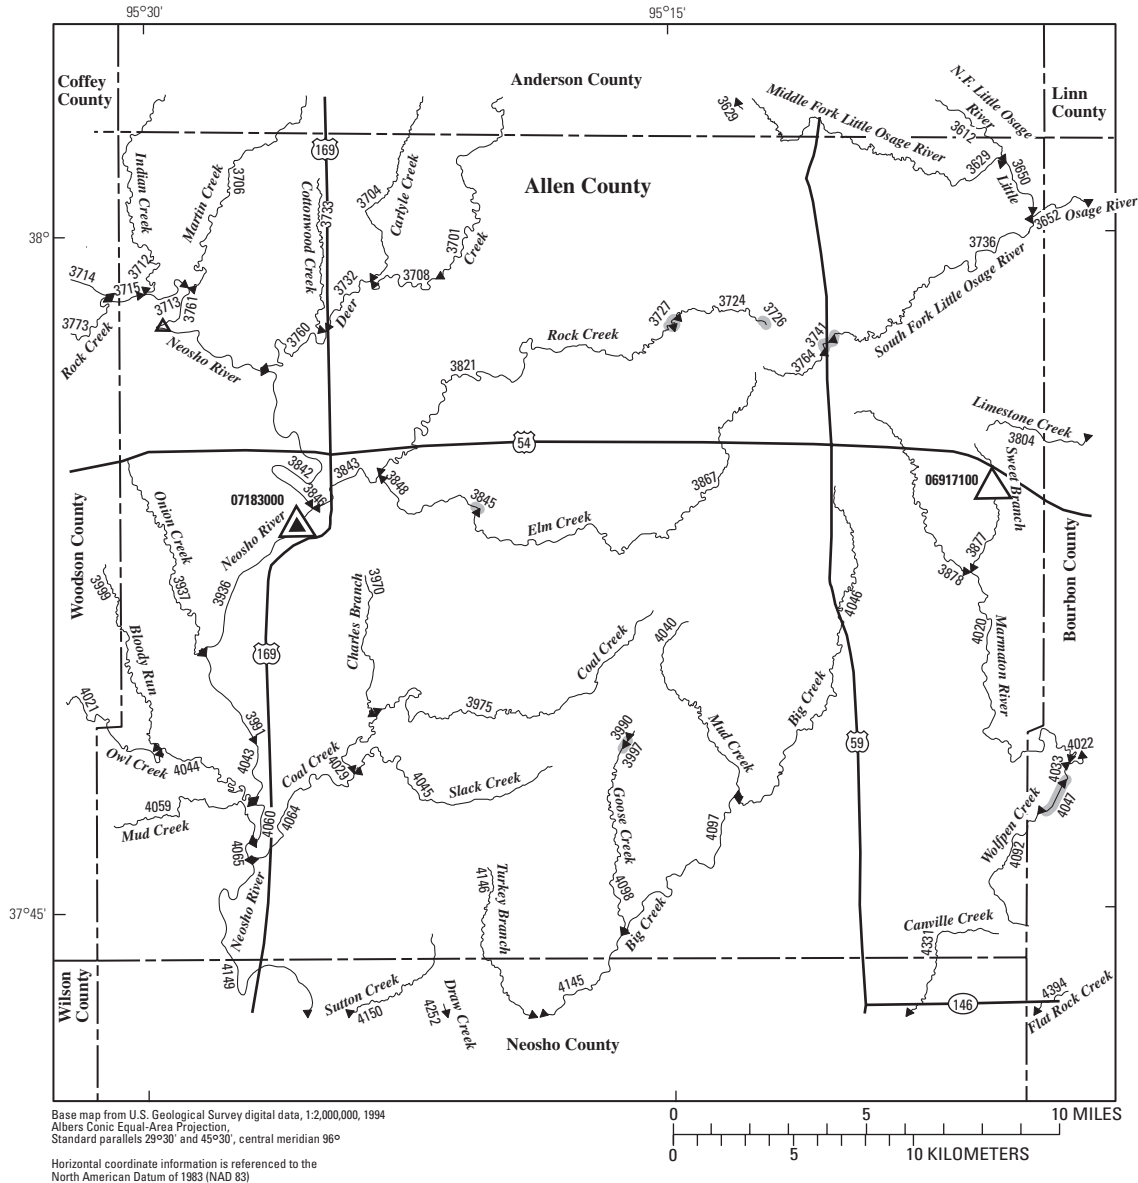 95°30'
95°15'
Coffey
County
Anderson County
Linn
County
N.F. Little Osage
River
3612
Middle Fork Little Osage River
3629
3629
3650
Little
3652
Osage River
169
Allen County
Indian Creek
Martin Creek
3706
Cottonwood Creek
3733
3704
Carlyle Creek
3701
Creek
38°
3714
3712
3715
3713
3761
3773
Rock Creek
Neosho River
3732
3708
Deer
3760
3736
South Fork Little Osage River
3727
3724
3726
3741
3764
Rock Creek
3821
Limestone Creek
3804
Sweet Branch
54
3842
3843
3846
3848
3845
3867
Elm Creek
07183000
06917100
Woodson County
Onion Creek
Neosho River
3936
3937
3999
3877
3878
Bourbon County
Charles Branch
3970
4046
4040
4020
Marmaton River
Bloody Run
169
Coal Creek
3975
Big Creek
4021
3991
3990
3997
Mud Creek
59
Owl Creek
4044
4043
Coal Creek
4029
4045
Slack Creek
4022
4033
4047
4059
Mud Creek
4060
4064
4065
Goose Creek
4097
Wolfpen Creek
4092
37°45'
Neosho River
4146
Turkey Branch
4098
Big Creek
Canville Creek
4331
Wilson
County
4149
Sutton Creek
4150
4252
Draw Creek
4145
Neosho County
146
4394
Flat Rock Creek
Base map from U.S. Geological Survey digital data, 1:2,000,000, 1994
Albers Conic Equal-Area Projection,
Standard parallels 29°30' and 45°30', central meridian 96°
Horizontal coordinate information is referenced to the
North American Datum of 1983 (NAD 83)
0 5 10 MILES
0 5 10 KILOMETERS